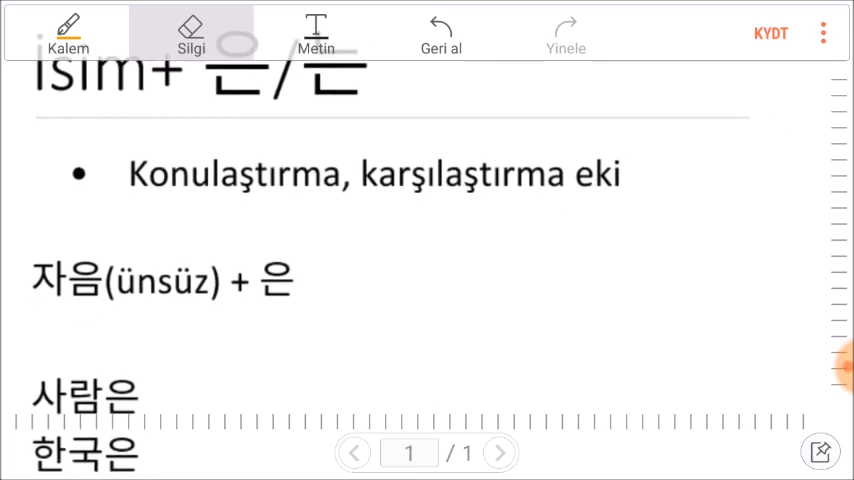 Kalem Silgi Metin Geri al Yinele KYDT
İsim+ 은/는
• Konulaştırma, karşılaştırma eki
자음(ünsüz) + 은
사람은
한국은
1 / 1